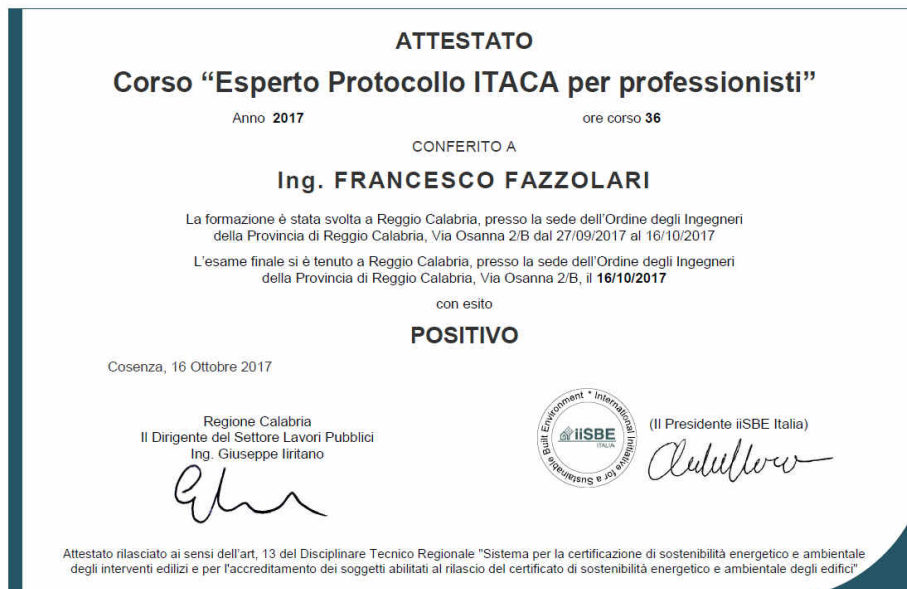 ATTESTATO
Corso “Esperto Protocollo ITACA per professionisti”
Anno 2017 ore corso 36
CONFERITO A
Ing. FRANCESCO FAZZOLARI
La formazione è stata svolta a Reggio Calabria, presso la sede dell'Ordine degli Ingegneri
della Provincia di Reggio Calabria, Via Osanna 2/B dal 27/09/2017 al 16/10/2017
L'esame finale si è tenuto a Reggio Calabria, presso la sede dell'Ordine degli Ingegneri
della Provincia di Reggio Calabria, Via Osanna 2/B, il 16/10/2017
con esito
POSITIVO
Cosenza, 16 Ottobre 2017
Regione Calabria
Il Dirigente del Settore Lavori Pubblici
Ing. Giuseppe Iiritano
International Initiative for a Sustainable Built Environment *
iiSBE
ITALIA
(Il Presidente iiSBE Italia)
Attestato rilasciato ai sensi dell'art, 13 del Disciplinare Tecnico Regionale "Sistema per la certificazione di sostenibilità energetico e ambientale
degli interventi edilizi e per l'accreditamento dei soggetti abilitati al rilascio del certificato di sostenibilità energetico e ambientale degli edifici"